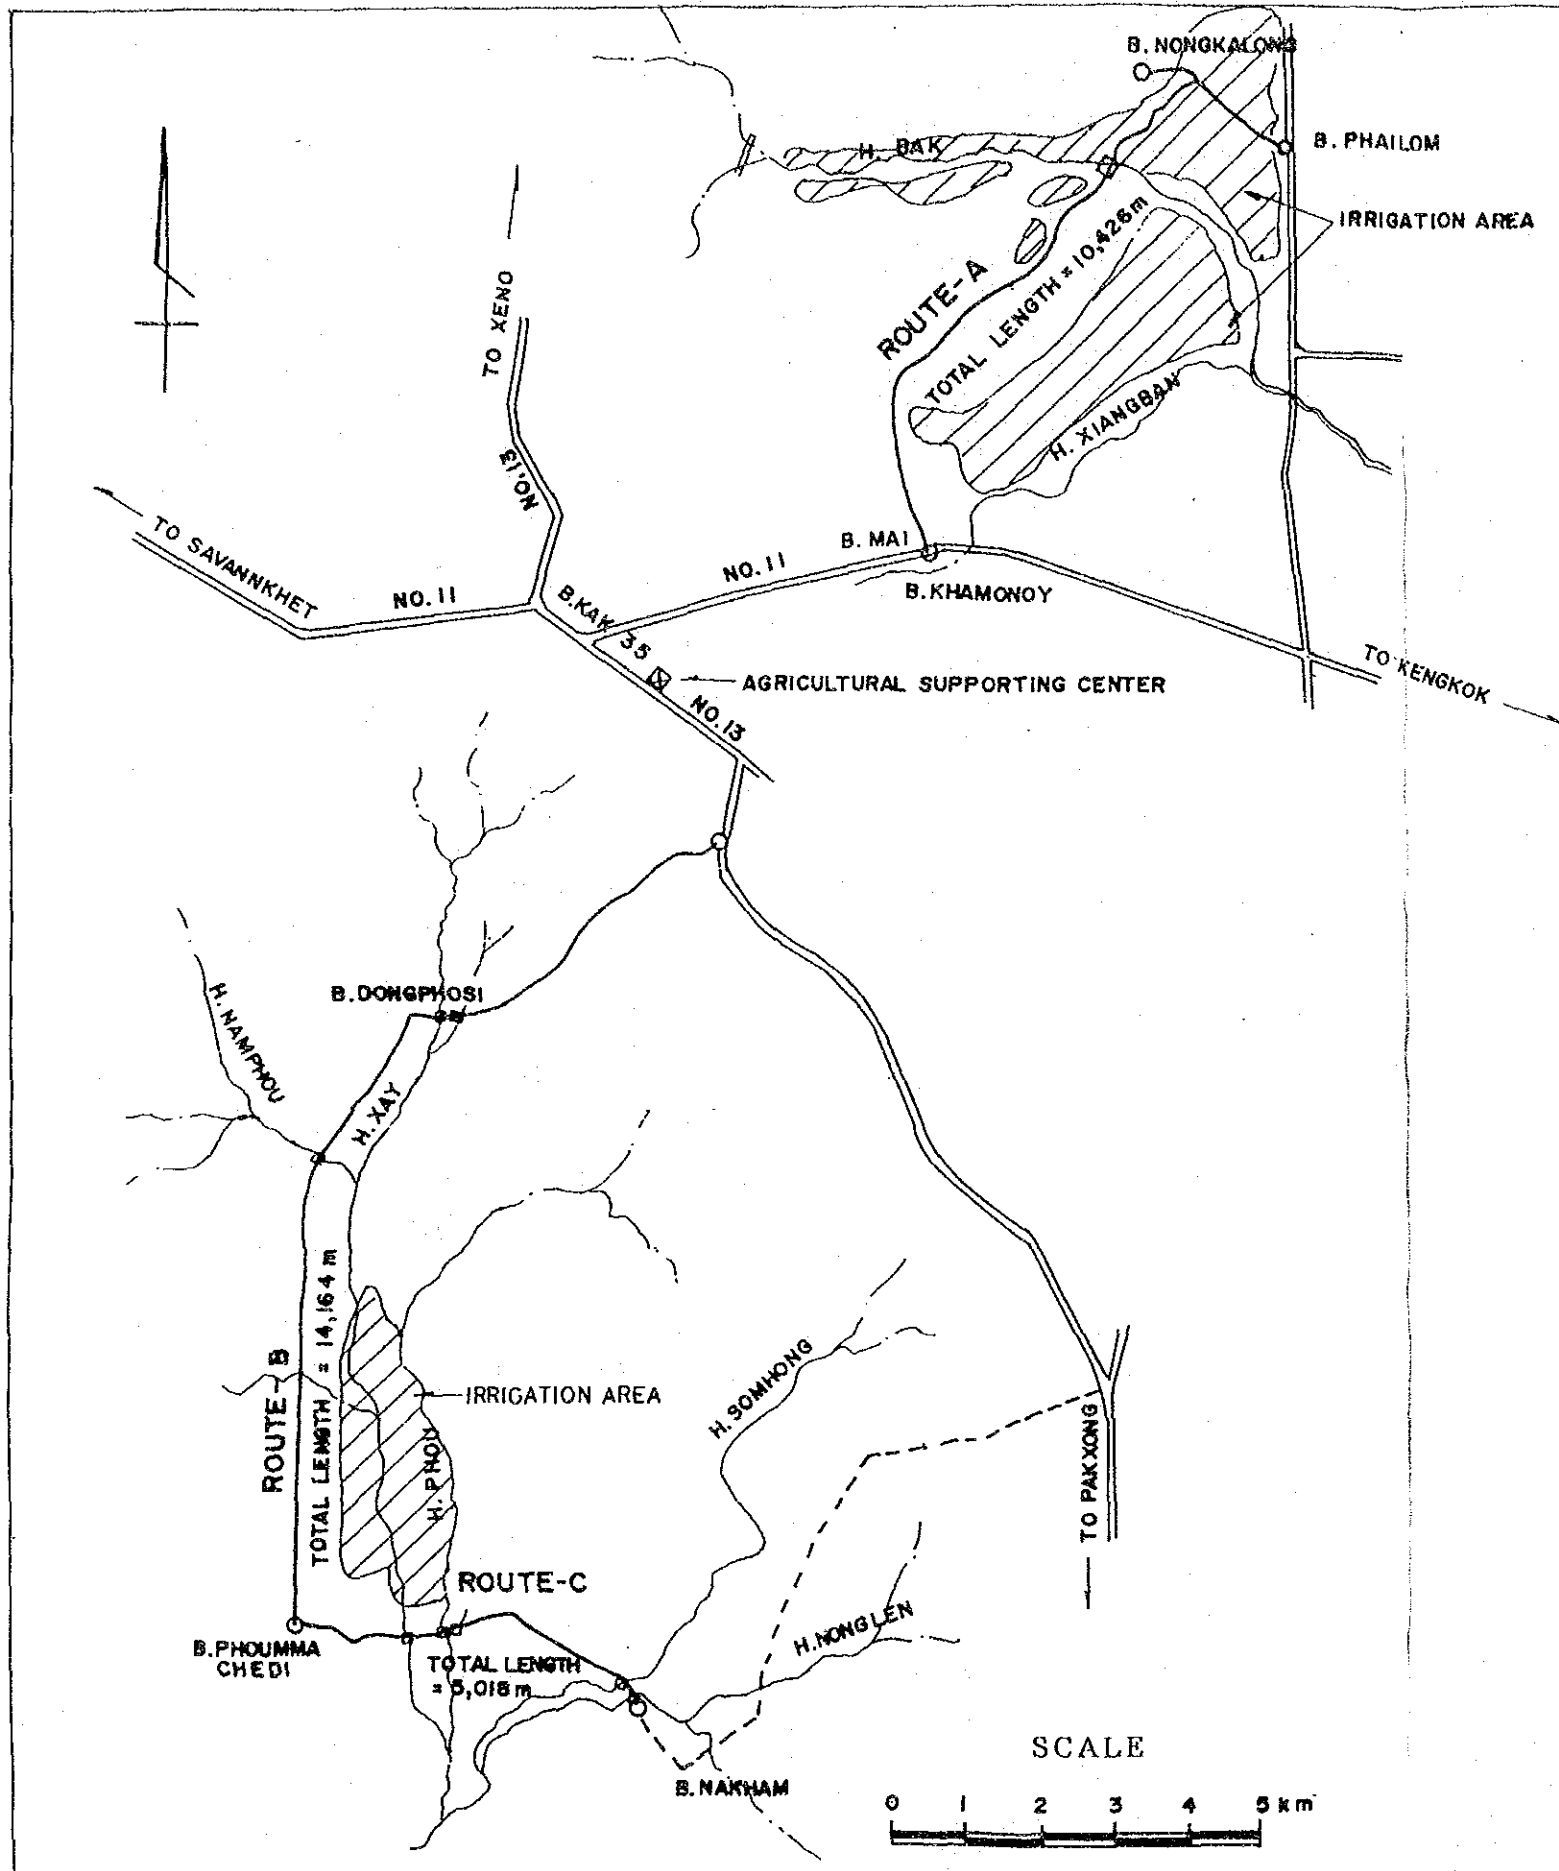 B. NONGKALONG
B. PHAILOM
H. BAK
IRRIGATION AREA
ROUTE-A
TOTAL LENGTH = 10,426m
TO XENO
NO.13
H. XIANGBAN
TO SAVANNKHET
NO. 11
B.KAK 35
NO. 11
B. MAI
B. KHAMONOY
TO KENGKOK
AGRICULTURAL SUPPORTING CENTER
NO. 13
B. DONGPHOSI
H. NAMPHOU
H. XAY
ROUTE-B
TOTAL LENGTH = 14,164 m
IRRIGATION AREA
H. PHOU
H. SOMHONG
TO PAKXONG
ROUTE-C
H. NONGLEN
B. PHOUMMA
CHEDI
TOTAL LENGTH
= 5,015m
B. NAKHAM
SCALE
0 1 2 3 4 5 km